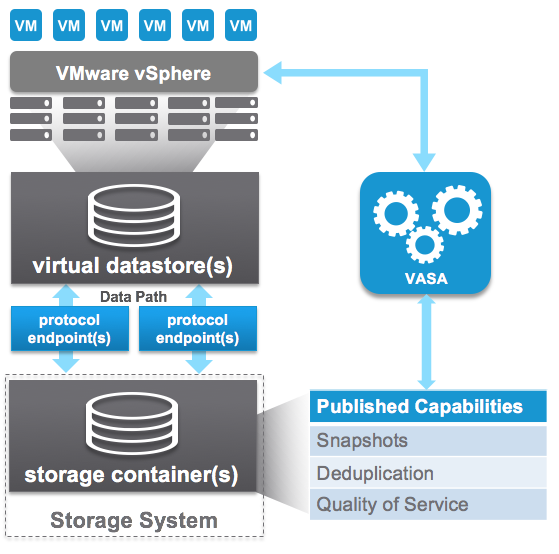 VM VM VM VM VM VM
VMware vSphere
virtual datastore(s)
Data Path
protocol
endpoint(s)
protocol
endpoint(s)
storage container(s)
Storage System
VASA
Published Capabilities
Snapshots
Deduplication
Quality of Service